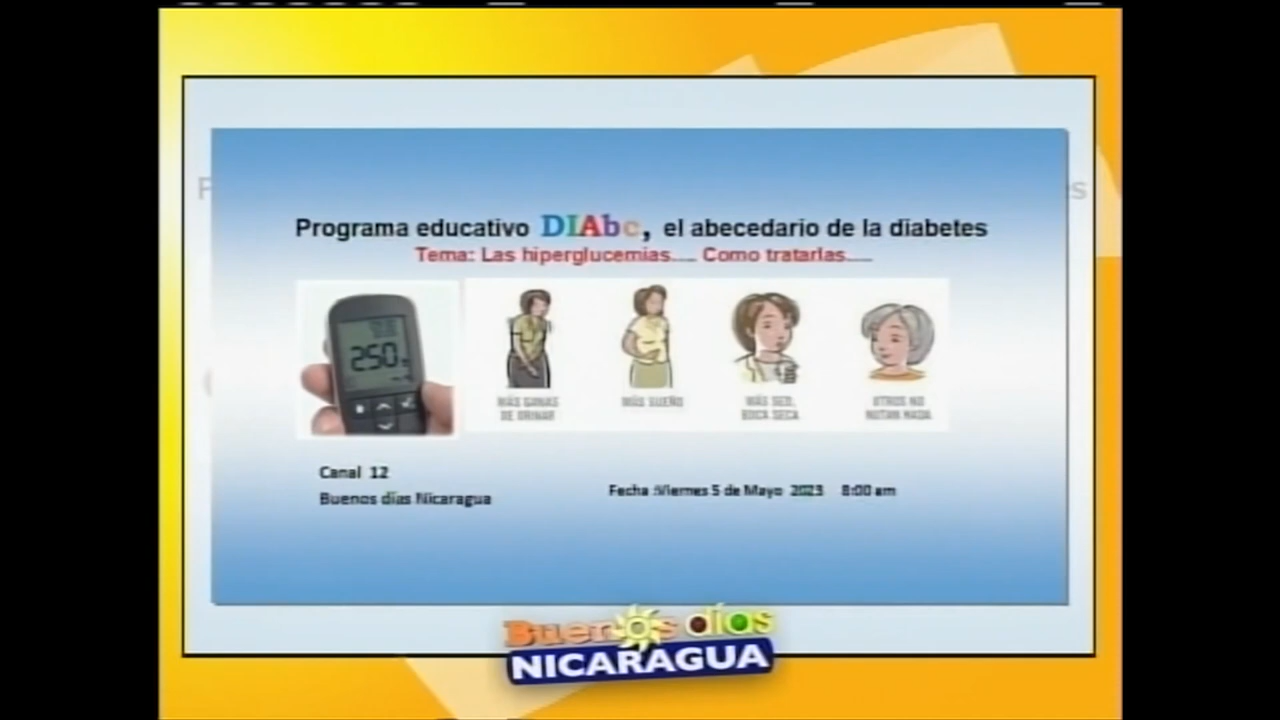 Programa educativo DIAbc, el abecedario de la diabetes
Tema: Las hiperglucemias.... Como tratarlas.....
250
MÁS GANAS
DE ORINAR
MÁS SUEÑO
MÁS SED,
BOCA SECA
OTROS NO
NOTAN NADA
Canal 12
Buenos días Nicaragua
Fecha :Viernes 5 de Mayo 2023 8:00 am
Buenos días
NICARAGUA